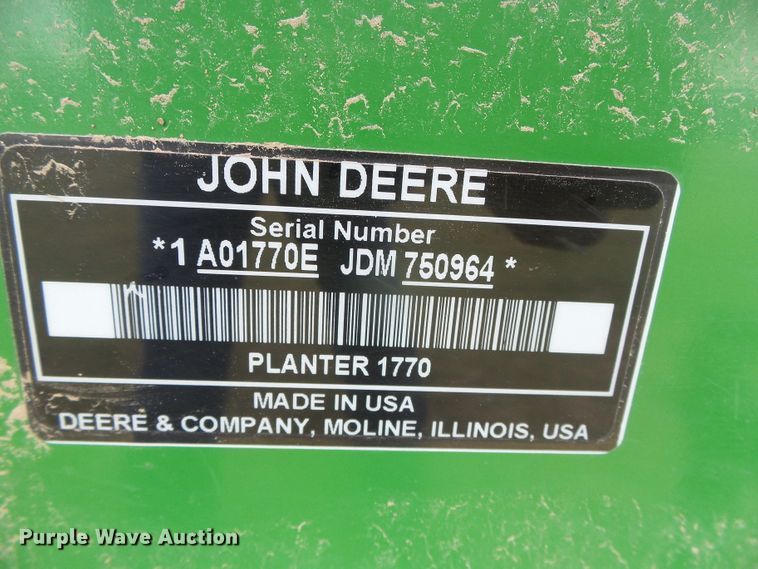 JOHN DEERE
Serial Number
*1 A01770E JDM 750964 *
PLANTER 1770
MADE IN USA
DEERE & COMPANY, MOLINE, ILLINOIS, USA
Purple Wave Auction